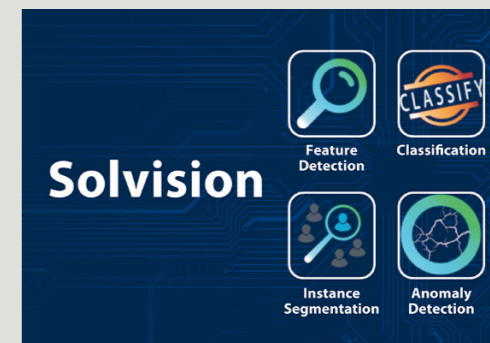 Solvision
Feature
Detection
CLASSIFY
Classification
Instance
Segmentation
Anomaly
Detection